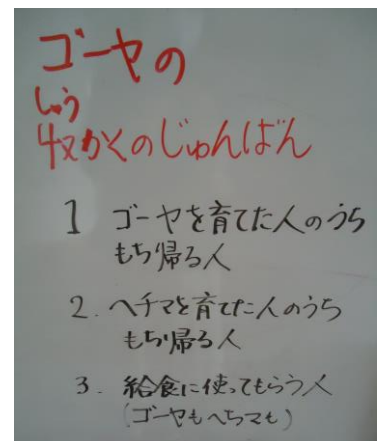 ゴーヤの
しゅう
収かくのじゅんばん
1 ゴーヤを育てた人のうち
もち帰る人
2. ヘチマを育てた人のうち
もち帰る人
3. 給食に使ってもらう人
(ゴーヤもへちマも)